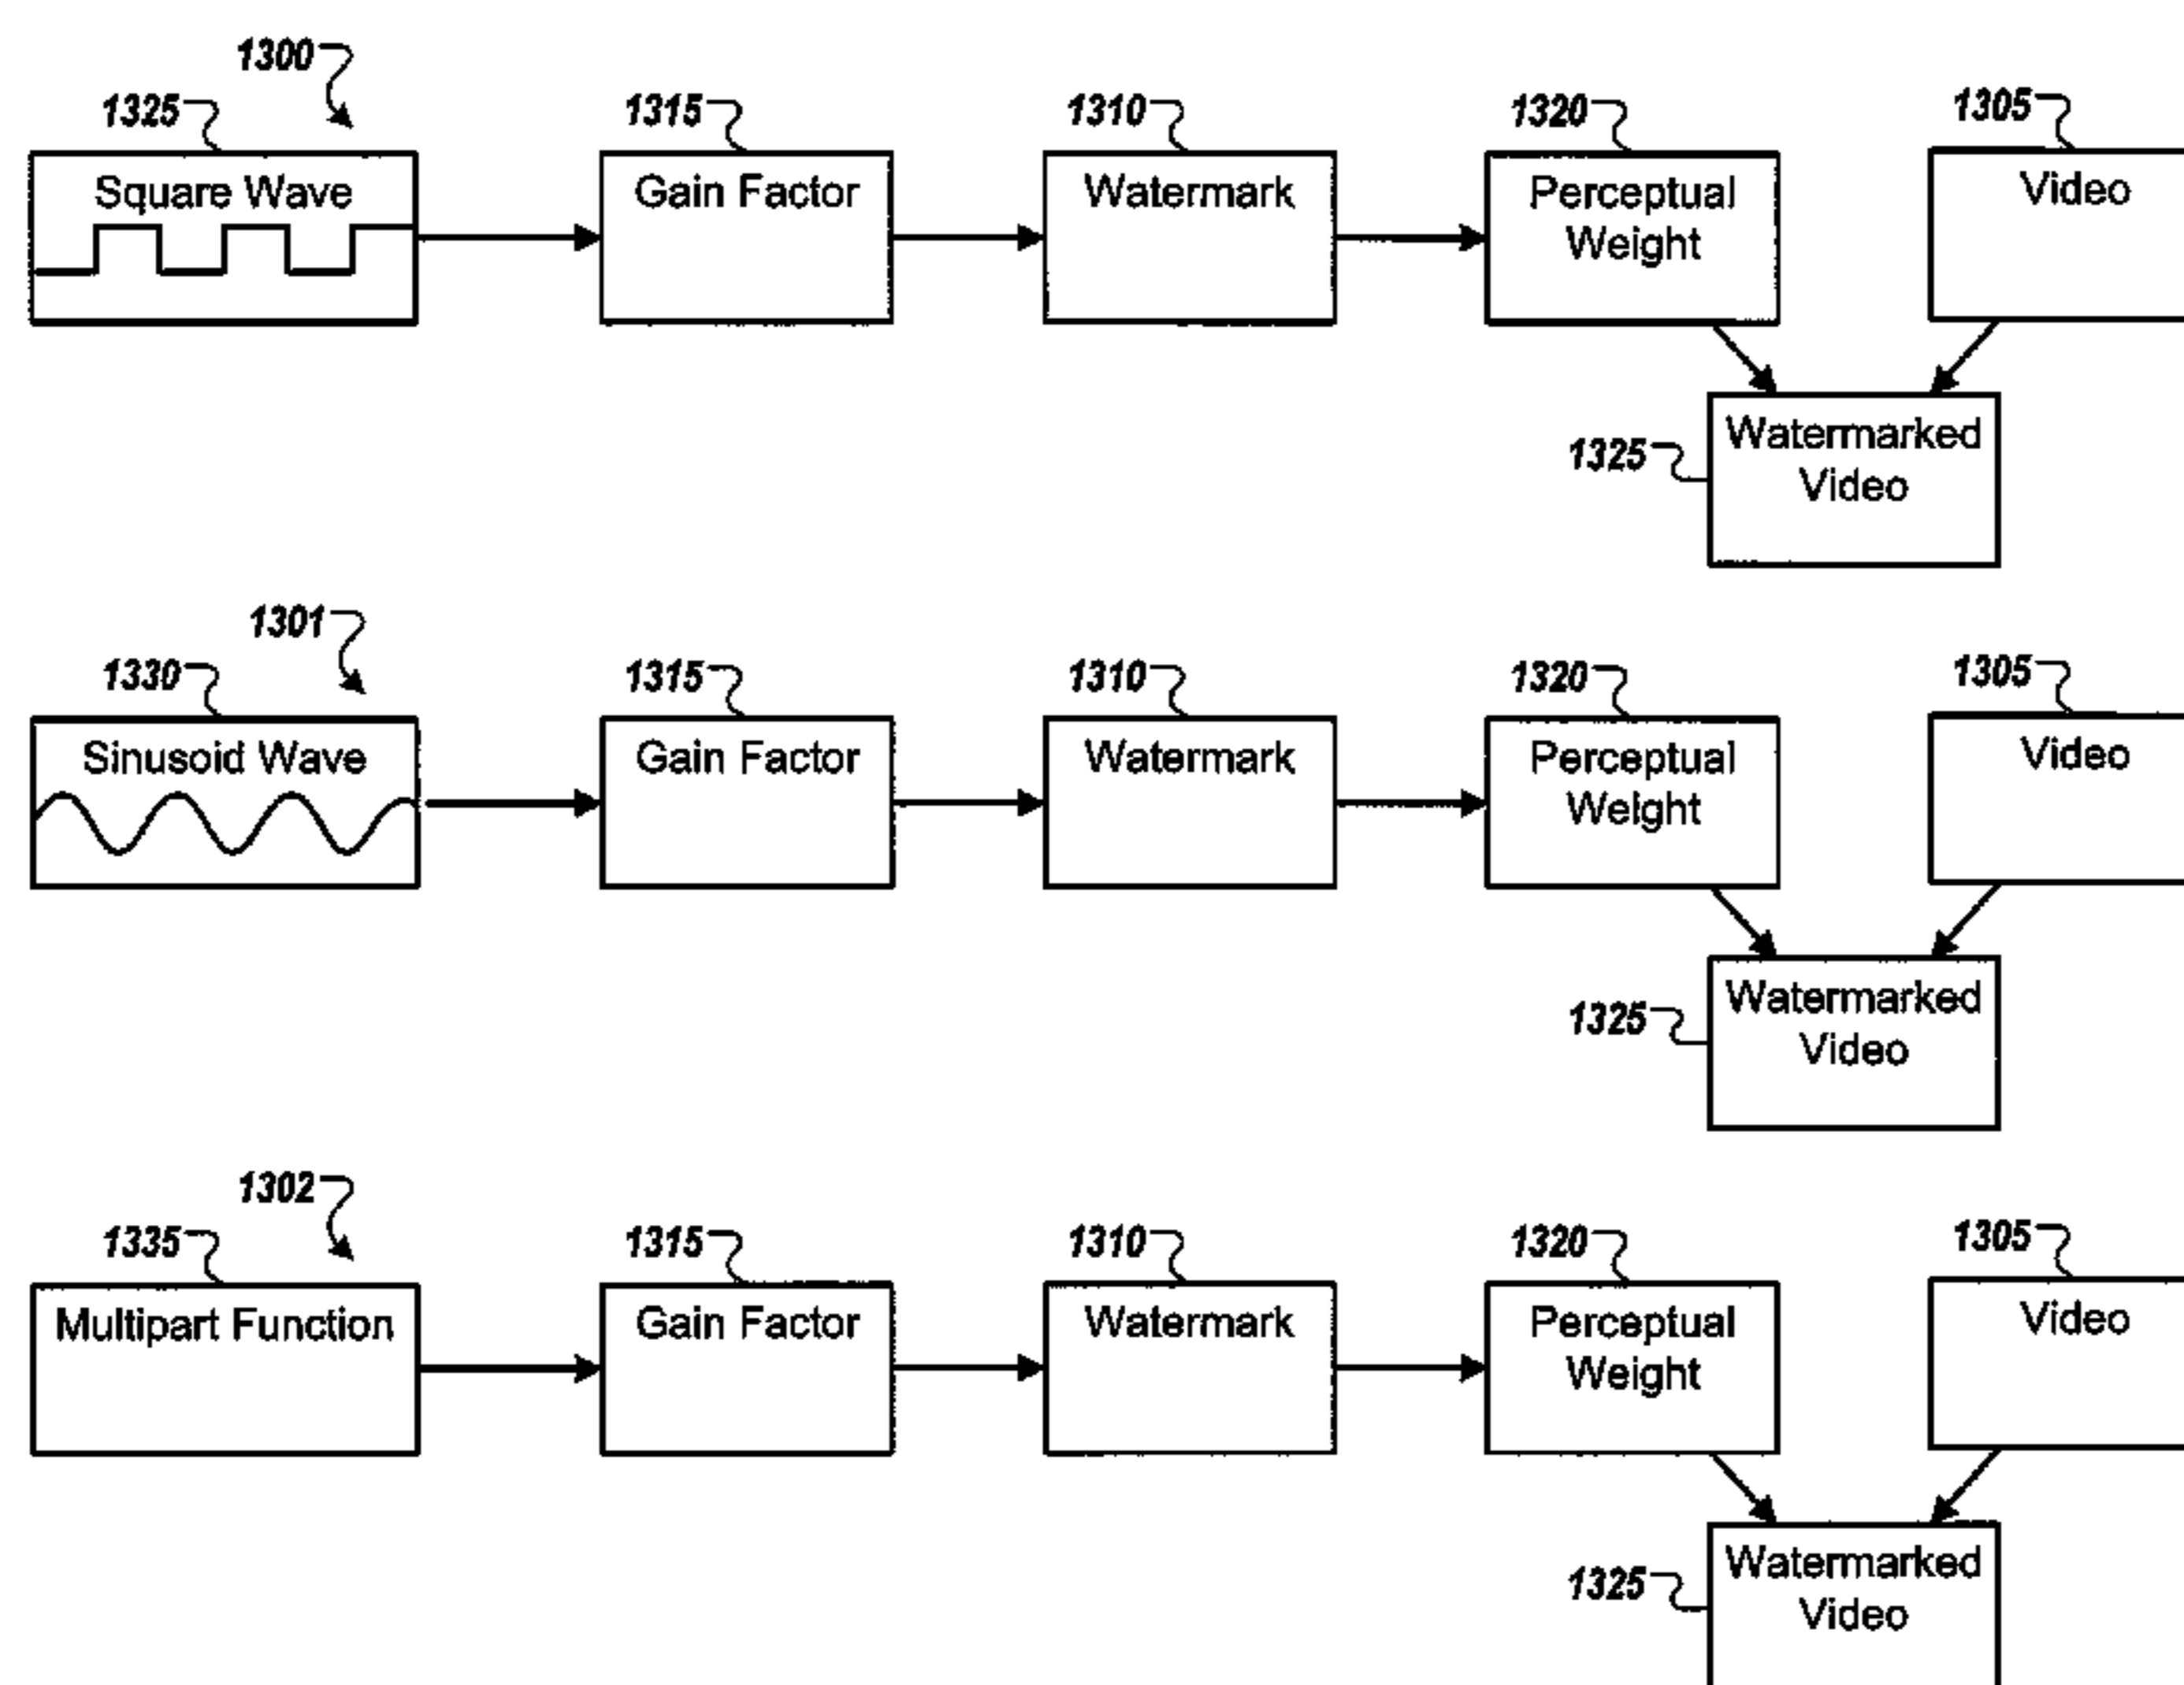 1300
1325 1315 1310 1320 1305
Square Wave Gain Factor Watermark Perceptual Video
Weight
Watermarked
1325
Video
1301
1330 1315 1310 1320 1305
Sinusoid Wave Gain Factor Watermark Perceptual Video
Weight
Watermarked
1325
Video
1302
1335 1315 1310 1320 1305
Multipart Function Gain Factor Watermark Perceptual Video
Weight
Watermarked
1325
Video